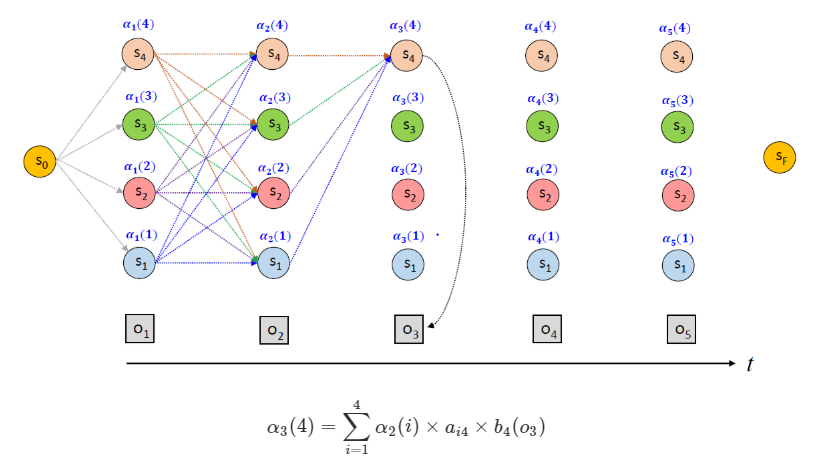 α₁(4) α₂(4) α₃(4) α₄(4) α₅(4)
s₄ s₄ s₄ s₄ s₄
α₁(3) α₂(3) α₃(3) α₄(3) α₅(3)
s₃ s₃ s₃ s₃ s₃
s₀ s_F
α₁(2) α₂(2) α₃(2) α₄(2) α₅(2)
s₂ s₂ s₂ s₂ s₂
α₁(1) α₂(1) α₃(1) α₄(1) α₅(1)
s₁ s₁ s₁ s₁ s₁
o₁ o₂ o₃ o₄ o₅
t
α₃(4) = ∑_{i=1}^{4} α₂(i) × a_{i4} × b₄(o₃)